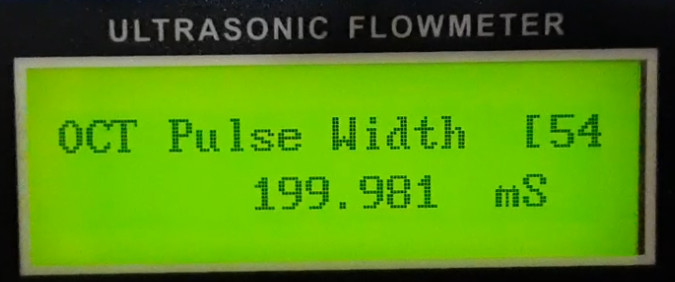 ULTRASONIC FLOWMETER
OCT Pulse Width [54
199.981 mS